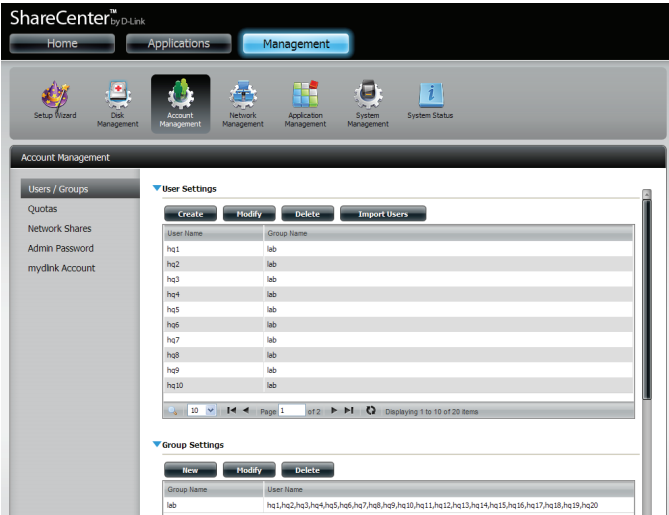 ShareCenter™ by D-Link
Home Applications Management
Setup Wizard Disk Management Account Management Network Management Application Management System Management System Status
Account Management
Users / Groups
Quotas
Network Shares
Admin Password
mydlink Account
User Settings
Create Modify Delete Import Users
User Name Group Name
hq1 lab
hq2 lab
hq3 lab
hq4 lab
hq5 lab
hq6 lab
hq7 lab
hq8 lab
hq9 lab
hq10 lab
10 Page 1 of 2 Displaying 1 to 10 of 20 items
Group Settings
New Modify Delete
Group Name User Name
lab hq1,hq2,hq3,hq4,hq5,hq6,hq7,hq8,hq9,hq10,hq11,hq12,hq13,hq14,hq15,hq16,hq17,hq18,hq19,hq20